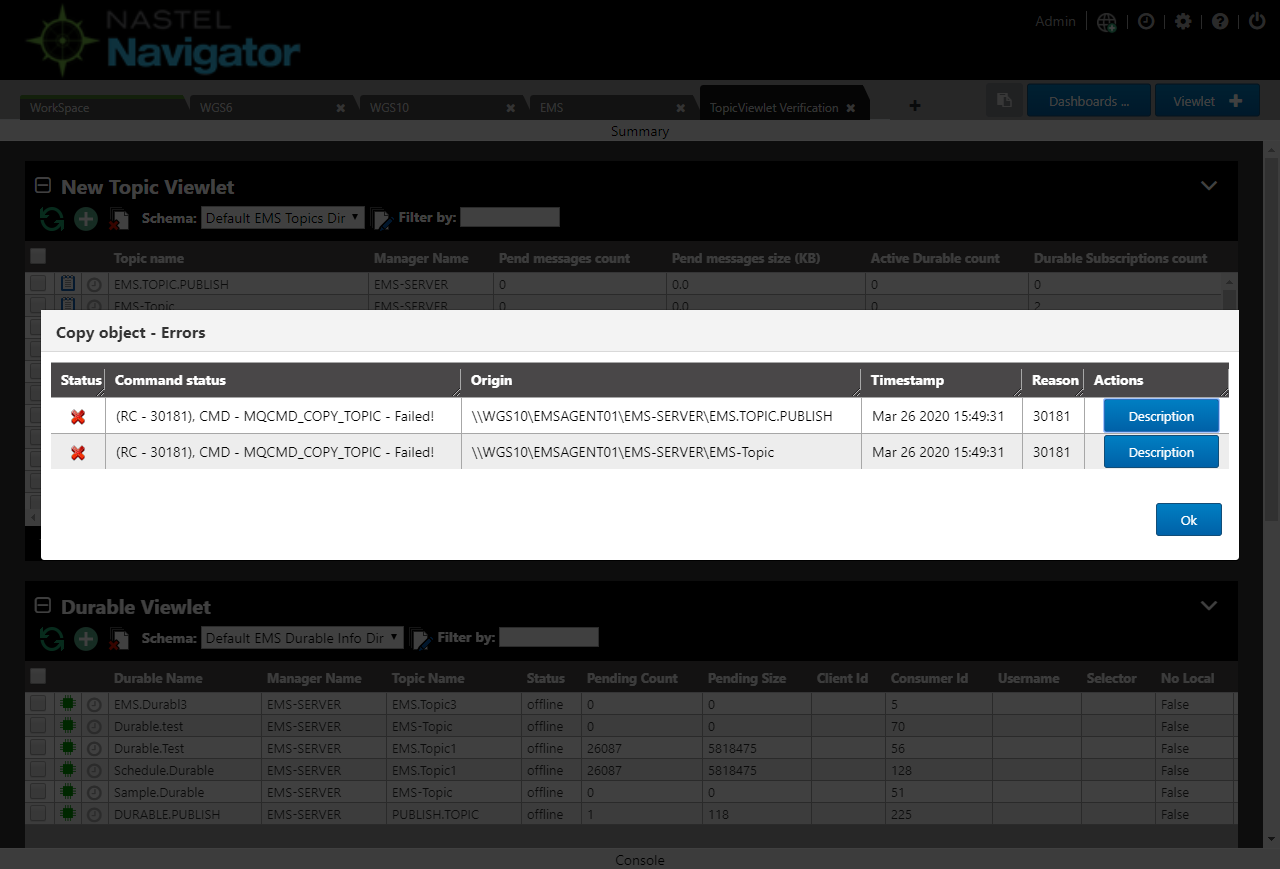 NASTEL
Navigator
Admin
WorkSpace
WGS6
WGS10
EMS
TopicViewlet Verification
Dashboards ...
Viewlet
Summary
New Topic Viewlet
Schema: Default EMS Topics Dir Filter by:
Topic name Manager Name Pend messages count Pend messages size (KB) Active Durable count Durable Subscriptions count
EMS.TOPIC.PUBLISH EMS-SERVER 0 0.0 0 0
EMS-Topic EMS-SERVER 0 0.0 0 2
Copy object - Errors
Status Command status Origin Timestamp Reason Actions
(RC - 30181), CMD - MQCMD_COPY_TOPIC - Failed! \\WGS10\EMSAGENT01\EMS-SERVER\EMS.TOPIC.PUBLISH Mar 26 2020 15:49:31 30181 Description
(RC - 30181), CMD - MQCMD_COPY_TOPIC - Failed! \\WGS10\EMSAGENT01\EMS-SERVER\EMS-Topic Mar 26 2020 15:49:31 30181 Description
Ok
Durable Viewlet
Schema: Default EMS Durable Info Dir Filter by:
Durable Name Manager Name Topic Name Status Pending Count Pending Size Client Id Consumer Id Username Selector No Local
EMS.Durabl3 EMS-SERVER EMS.Topic3 offline 0 0 5 False
Durable.test EMS-SERVER EMS-Topic offline 0 0 70 False
Durable.Test EMS-SERVER EMS.Topic1 offline 26087 5818475 56 False
Schedule.Durable EMS-SERVER EMS.Topic1 offline 26087 5818475 128 False
Sample.Durable EMS-SERVER EMS-Topic offline 0 0 51 False
DURABLE.PUBLISH EMS-SERVER PUBLISH.TOPIC offline 1 118 225 False
Console